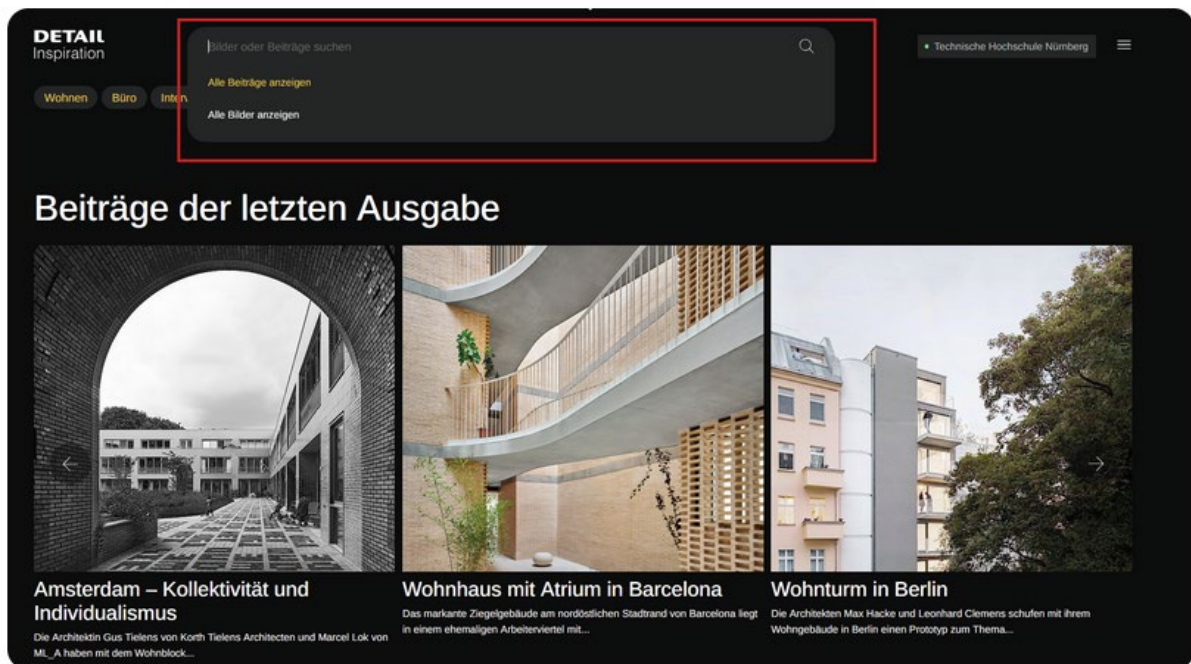 DETAIL
Inspiration
Bilder oder Beiträge suchen
Technische Hochschule Nürnberg
Alle Beiträge anzeigen
Wohnen Büro Interv
Alle Bilder anzeigen
Beiträge der letzten Ausgabe
Amsterdam – Kollektivität und
Individualismus
Die Architektin Gus Tielens von Korth Tielens Architecten und Marcel Lok von
ML_A haben mit dem Wohnblock...
Wohnhaus mit Atrium in Barcelona
Das markante Ziegelgebäude am nordöstlichen Stadtrand von Barcelona liegt
in einem ehemaligen Arbeiterviertel mit...
Wohnturm in Berlin
Die Architekten Max Hacke und Leonhard Clemens schufen mit ihrem
Wohngebäude in Berlin einen Prototyp zum Thema...